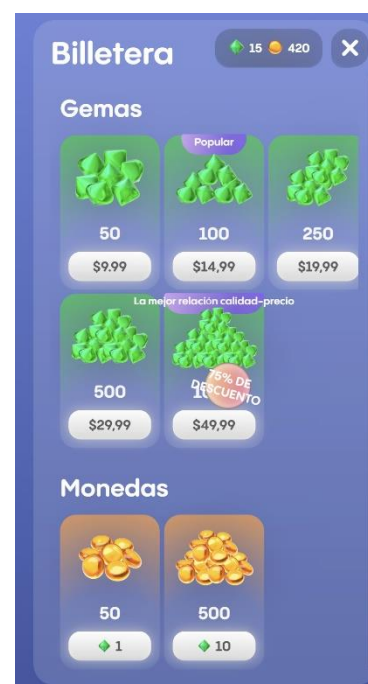 Billetera
15 420
Gemas
Popular
50
100
250
$9.99
$14,99
$19,99
La mejor relación calidad-precio
75% DE
DESCUENTO
500
$29,99
$49,99
Monedas
50
500
1
10